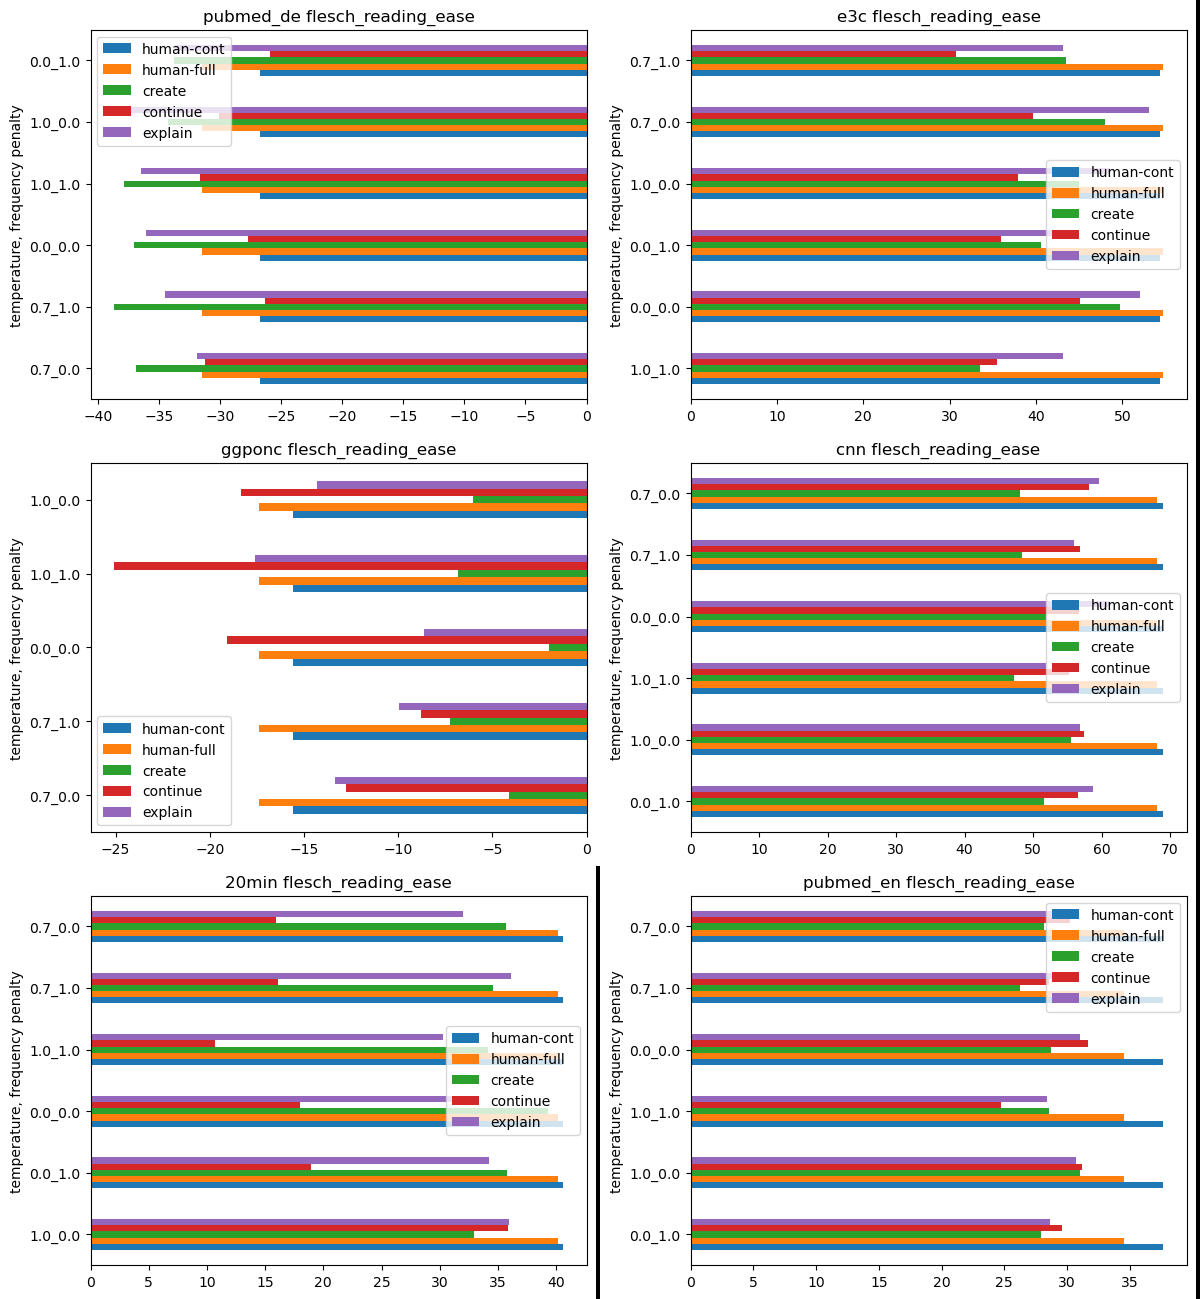 pubmed_de flesch_reading_ease
temperature, frequency penalty
0.0_1.0
1.0_0.0
1.0_1.0
0.0_0.0
0.7_1.0
0.7_0.0
human-cont
human-full
create
continue
explain
−40 −35 −30 −25 −20 −15 −10 −5 0
e3c flesch_reading_ease
temperature, frequency penalty
0.7_1.0
0.7_0.0
1.0_0.0
0.0_1.0
0.0_0.0
1.0_1.0
human-cont
human-full
create
continue
explain
0 10 20 30 40 50
ggponc flesch_reading_ease
temperature, frequency penalty
1.0_0.0
1.0_1.0
0.0_0.0
0.7_1.0
0.7_0.0
human-cont
human-full
create
continue
explain
−25 −20 −15 −10 −5 0
cnn flesch_reading_ease
temperature, frequency penalty
0.7_0.0
0.7_1.0
0.0_0.0
1.0_1.0
1.0_0.0
0.0_1.0
human-cont
human-full
create
continue
explain
0 10 20 30 40 50 60 70
20min flesch_reading_ease
temperature, frequency penalty
0.7_0.0
0.7_1.0
1.0_1.0
0.0_0.0
0.0_1.0
1.0_0.0
human-cont
human-full
create
continue
explain
0 5 10 15 20 25 30 35 40
pubmed_en flesch_reading_ease
temperature, frequency penalty
0.7_0.0
0.7_1.0
0.0_0.0
1.0_1.0
1.0_0.0
0.0_1.0
human-cont
human-full
create
continue
explain
0 5 10 15 20 25 30 35